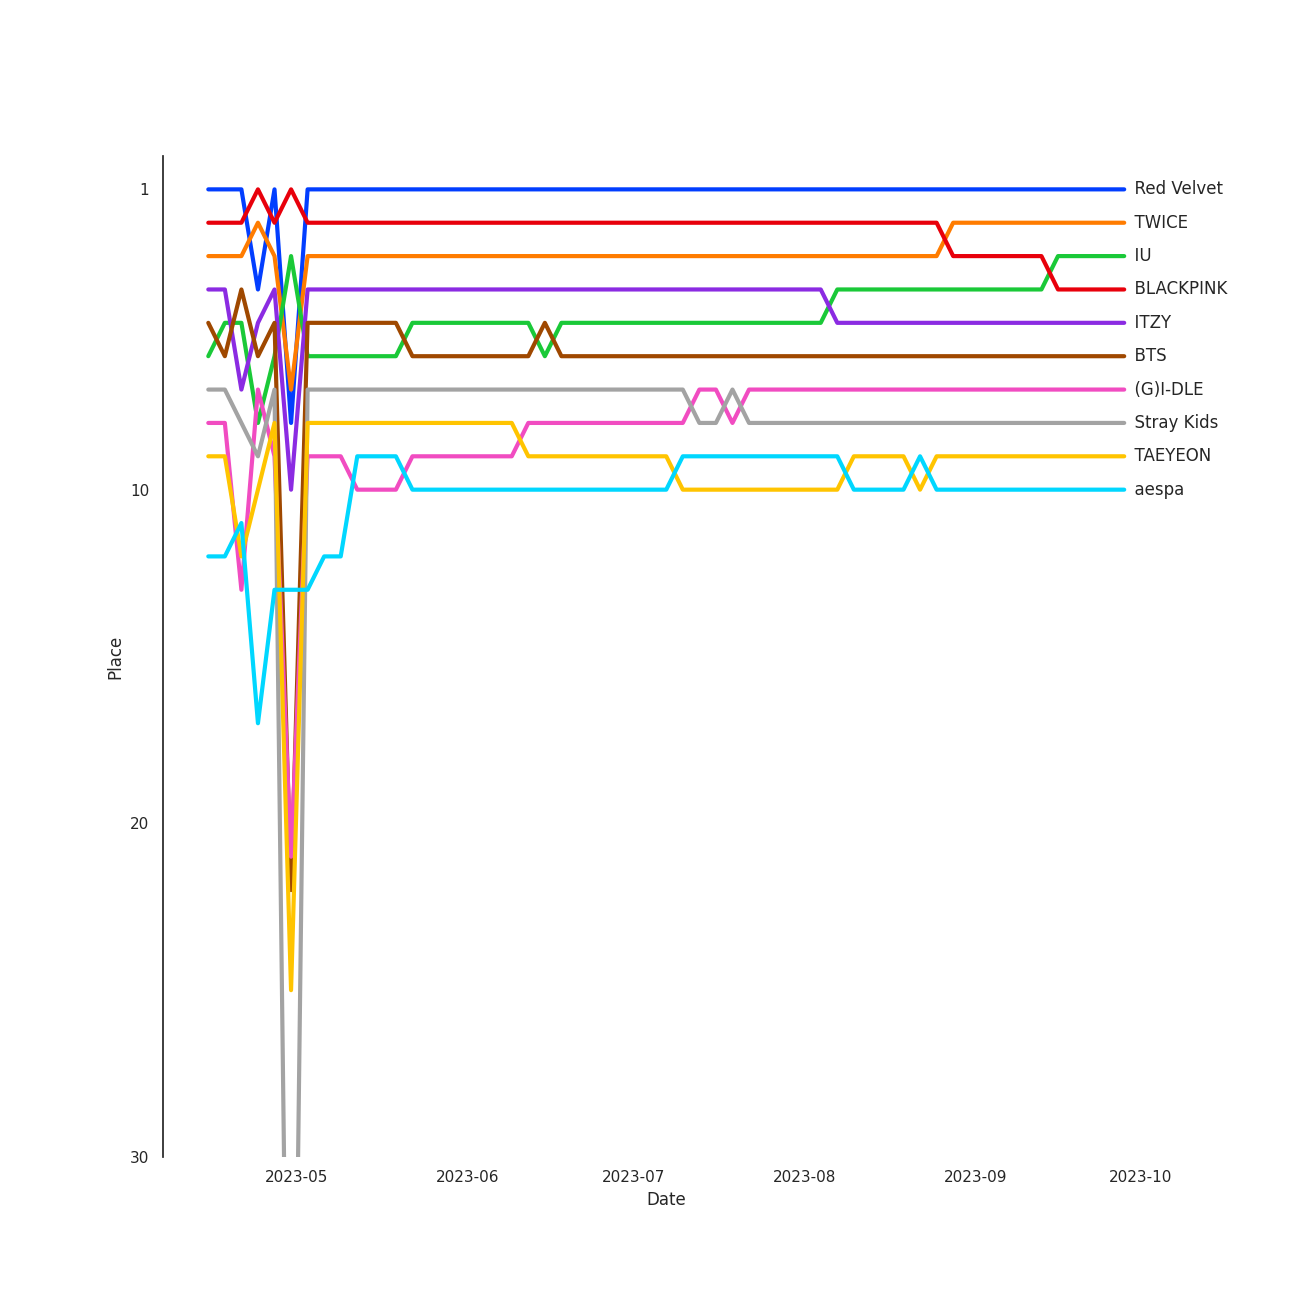 1
10
20
30
Place
Red Velvet
TWICE
IU
BLACKPINK
ITZY
BTS
(G)I-DLE
Stray Kids
TAEYEON
aespa
2023-05 2023-06 2023-07 2023-08 2023-09 2023-10
Date